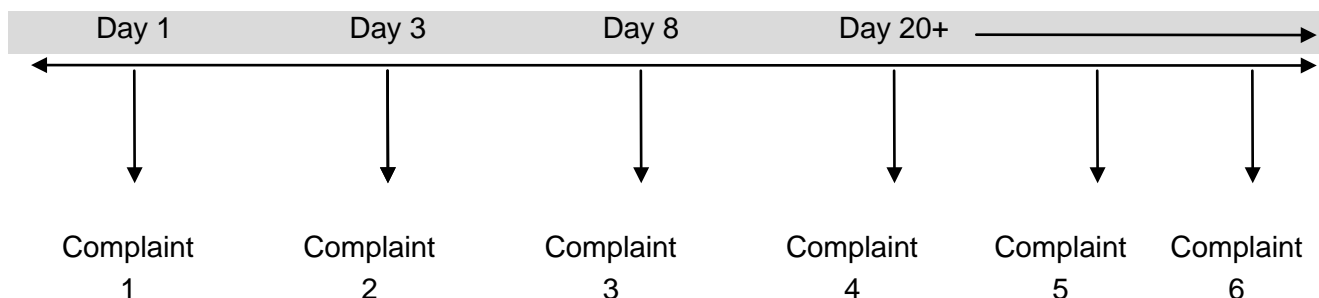 Day 1 Day 3 Day 8 Day 20+
Complaint Complaint Complaint Complaint Complaint Complaint
1 2 3 4 5 6